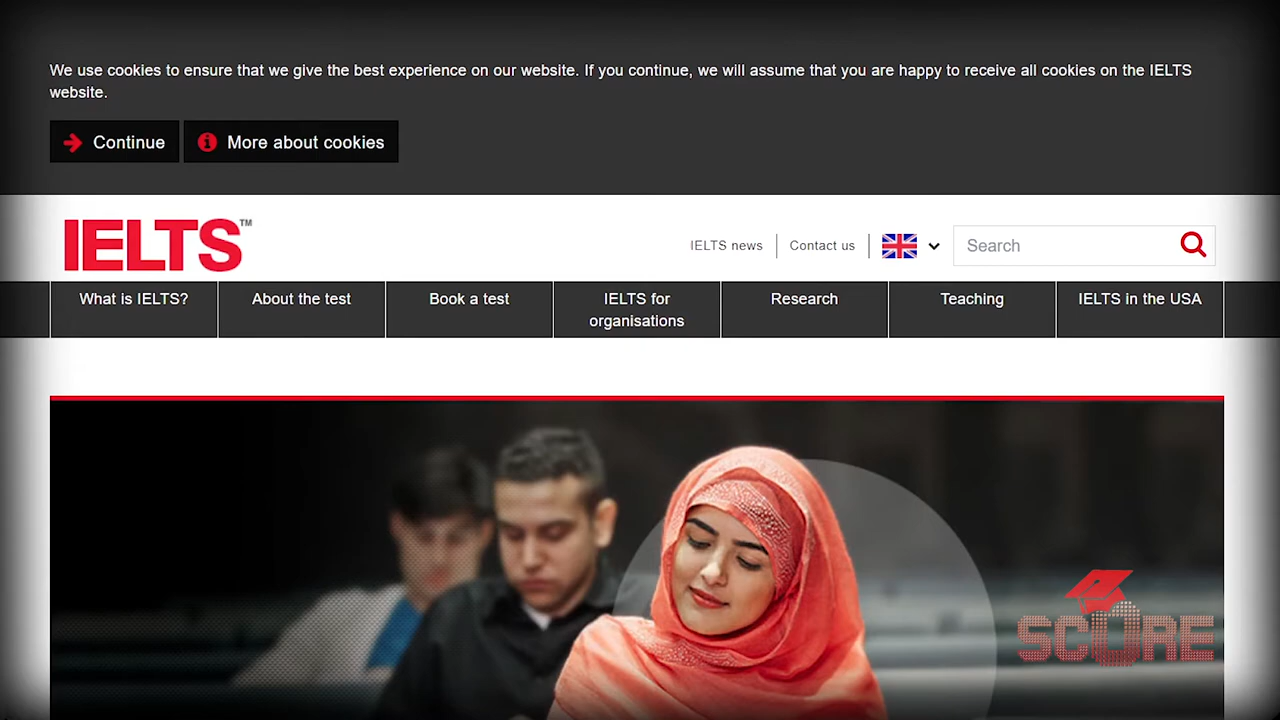 We use cookies to ensure that we give the best experience on our website. If you continue, we will assume that you are happy to receive all cookies on the IELTS
website.
Continue
More about cookies
IELTS™
IELTS news
Contact us
Search
What is IELTS?
About the test
Book a test
IELTS for
organisations
Research
Teaching
IELTS in the USA
SCORE